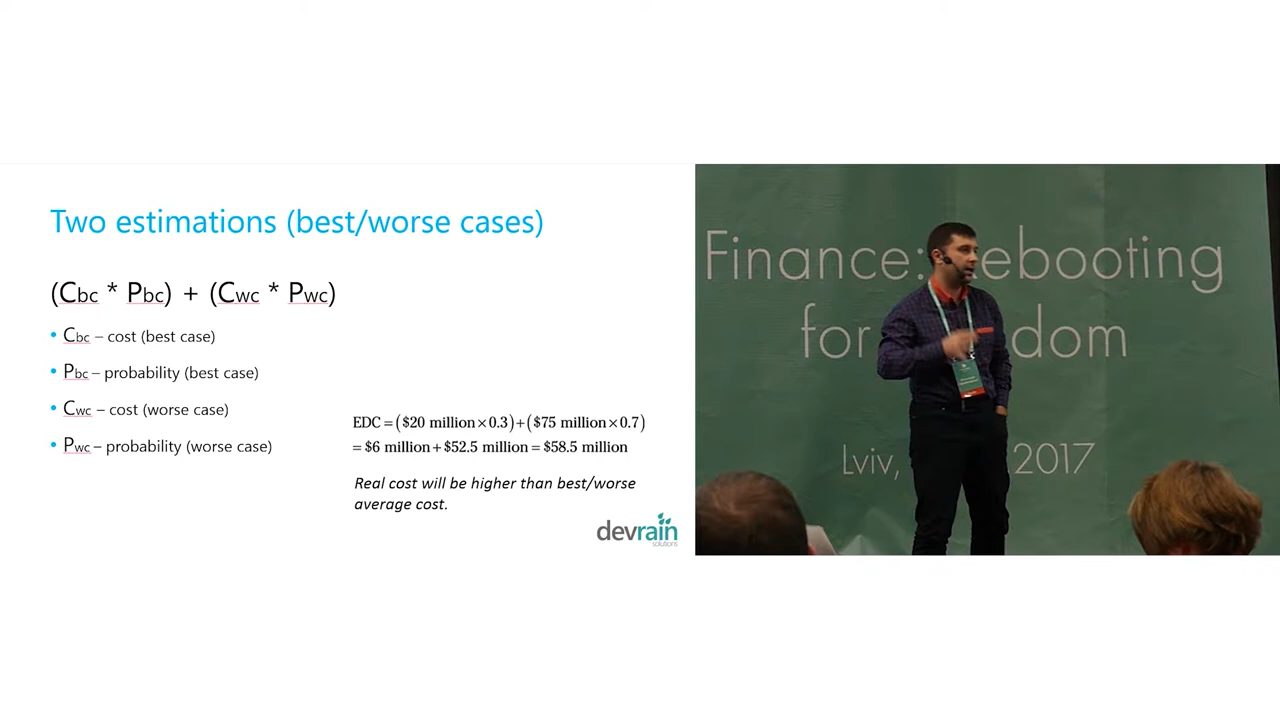 Two estimations (best/worse cases)
(Cbc * Pbc) + (Cwc * Pwc)
• Cbc – cost (best case)
• Pbc – probability (best case)
• Cwc – cost (worse case)
• Pwc – probability (worse case)
EDC = ($20 million × 0.3) + ($75 million × 0.7)
= $6 million + $52.5 million = $58.5 million
Real cost will be higher than best/worse
average cost.
devrain
solutions
Finance: ebooting
for dom
Lviv, 2017